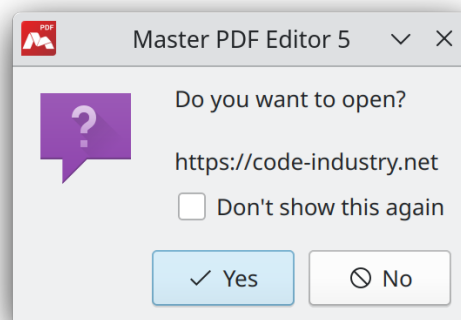 PDF
Master PDF Editor 5
Do you want to open?
https://code-industry.net
Don't show this again
Yes
No